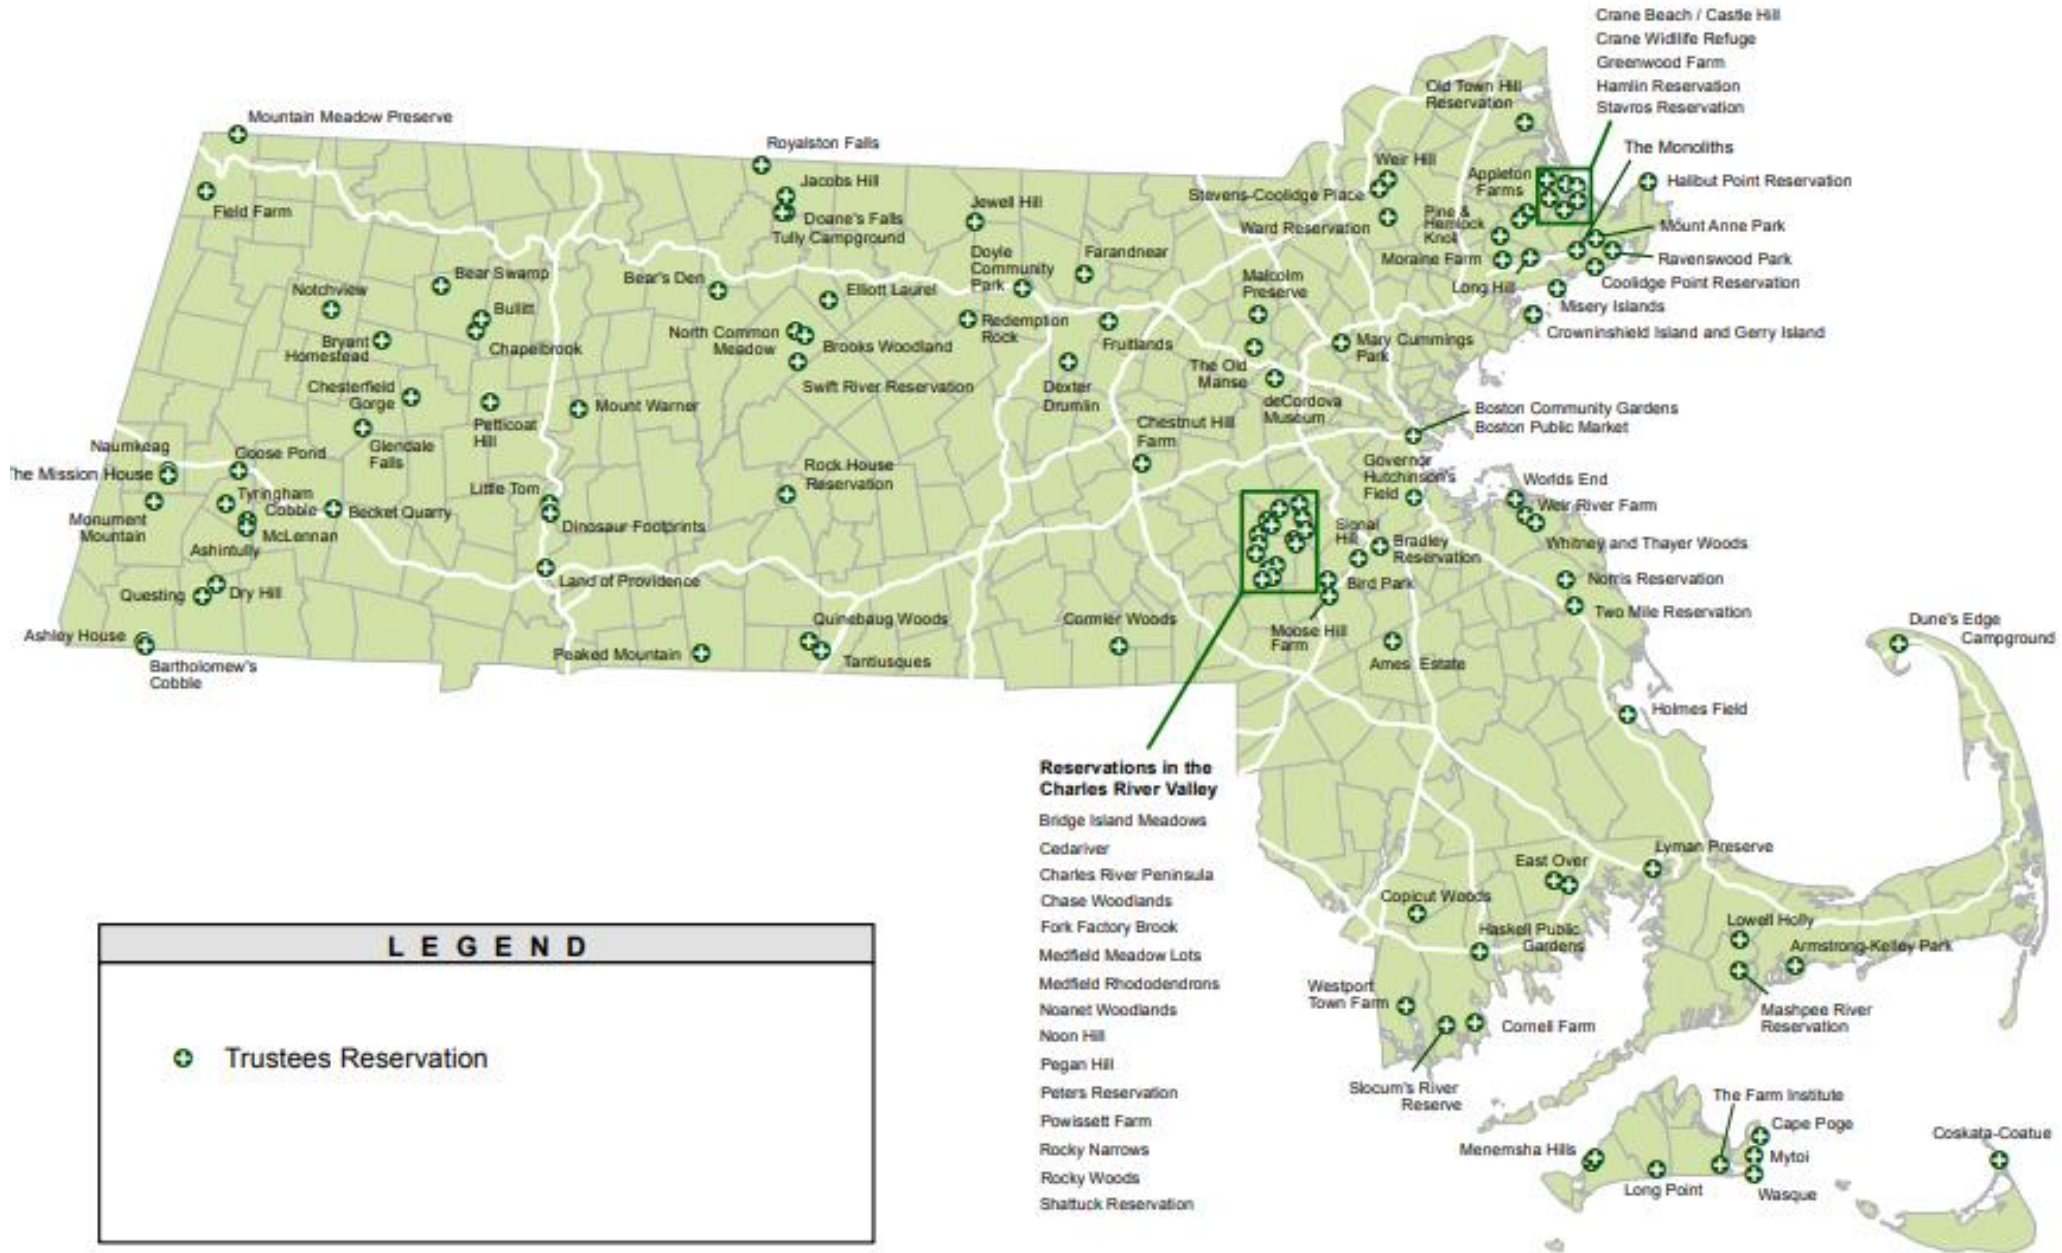 Crane Beach / Castle Hill
Crane Widlife Refuge
Greenwood Farm
Hamlin Reservation
Stavros Reservation
Old Town Hill
Reservation
The Monoliths
Mountain Meadow Preserve
Royalston Falls
Weir Hill
Appleton
Farms
Halibut Point Reservation
Jacobs Hill
Stevens-Coolidge Place
Field Farm
Jewell Hill
Doane's Falls
Tully Campground
Ward Reservation
Pine &
Hemlock
Knoll
Mount Anne Park
Ravenswood Park
Doyle
Community
Park
Farandnear
Moraine Farm
Bear Swamp
Bear's Den
Malcolm
Preserve
Long Hill
Coolidge Point Reservation
Notchview
Elliott Laurel
Misery Islands
Bullitt
Redemption
Rock
North Common
Meadow
Crowninshield Island and Gerry Island
Bryant
Homestead
Chapelbrook
Brooks Woodland
Fruitlands
Mary Cummings
Park
The Old
Manse
Chesterfield
Gorge
Swift River Reservation
Dexter
Drumlin
deCordova
Museum
Petticoat
Hill
Mount Warner
Boston Community Gardens
Boston Public Market
Chestnut Hill
Farm
Naumkeag
Goose Pond
Glendale
Falls
Rock House
Reservation
Governor
Hutchinson's
Field
The Mission House
Little Tom
Worlds End
Tyringham
Cobble
Becket Quarry
Weir River Farm
Monument
Mountain
McLennan
Dinosaur Footprints
Signal
Hill
Bradley
Reservation
Whitney and Thayer Woods
Ashintully
Land of Providence
Bird Park
Norris Reservation
Questing
Dry Hill
Two Mile Reservation
Quinebaug Woods
Cormier Woods
Dune's Edge
Campground
Ashley House
Moose Hill
Farm
Peaked Mountain
Tantiusques
Ames Estate
Bartholomew's
Cobble
Holmes Field
Reservations in the
Charles River Valley
Bridge Island Meadows
Cedariver
Charles River Peninsula
Chase Woodlands
Fork Factory Brook
Medfield Meadow Lots
Medfield Rhododendrons
Noanet Woodlands
Noon Hill
Pegan Hill
Peters Reservation
Powissett Farm
Rocky Narrows
Rocky Woods
Shattuck Reservation
Lyman Preserve
East Over
Copicut Woods
Lowell Holly
Haskell Public
Gardens
Armstrong-Kelley Park
Westport
Town Farm
Mashpee River
Reservation
Cornell Farm
Slocum's River
Reserve
The Farm Institute
Cape Poge
Coskata-Coatue
Menemsha Hills
Mytoi
Long Point
Wasque
LEGEND
Trustees Reservation